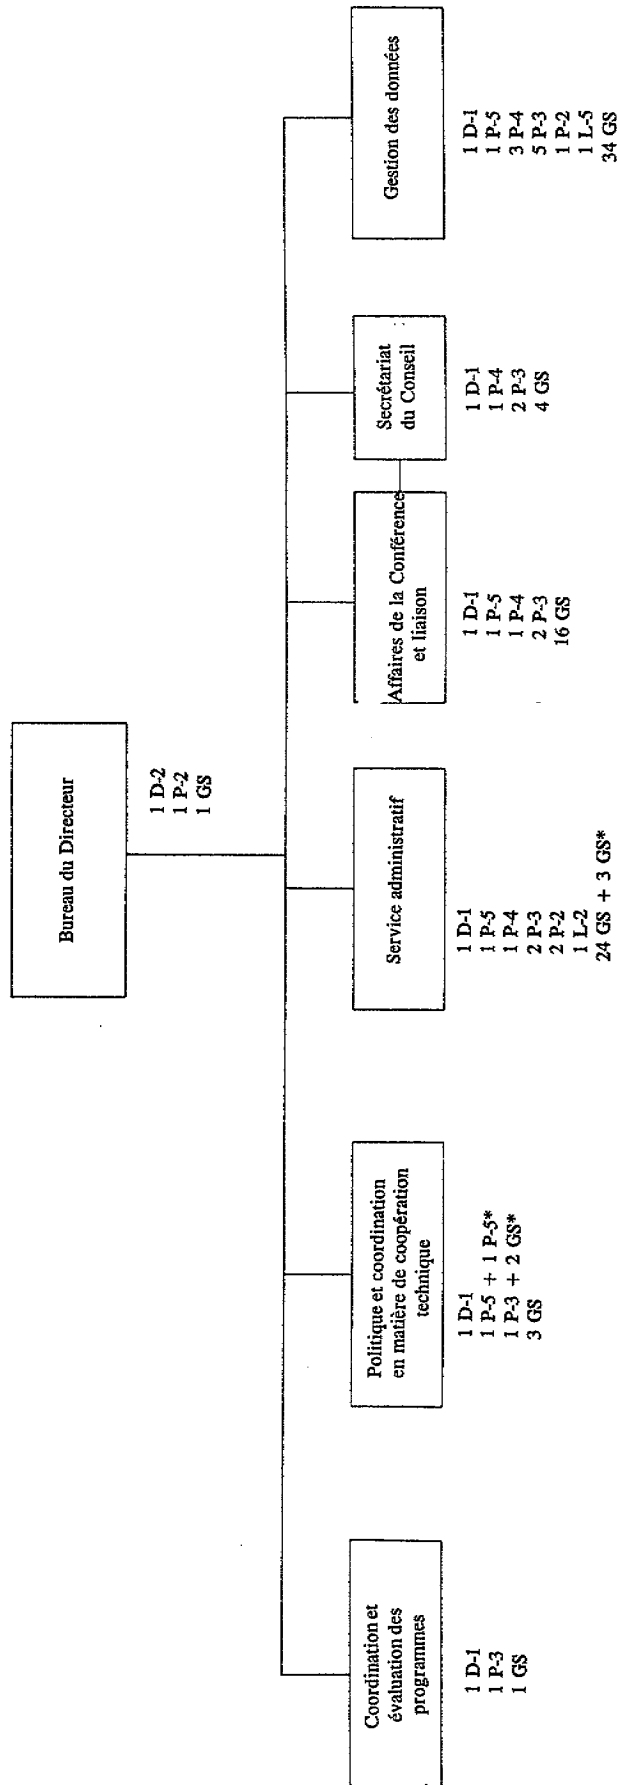 Bureau du Directeur
1 D-2
1 P-2
1 GS
Coordination et
évaluation des
programmes
1 D-1
1 P-3
1 GS
Politique et coordination
en matière de coopération
technique
1 D-1
1 P-5 + 1 P-5*
1 P-3 + 2 GS*
3 GS
Service administratif
1 D-1
1 P-5
1 P-4
2 P-3
2 P-2
1 L-2
24 GS + 3 GS*
Affaires de la Conférence
et liaison
1 D-1
1 P-5
1 P-4
2 P-3
16 GS
Secrétariat
du Conseil
1 D-1
1 P-4
2 P-3
4 GS
Gestion des données
1 D-1
1 P-5
3 P-4
5 P-3
1 P-2
1 L-5
34 GS